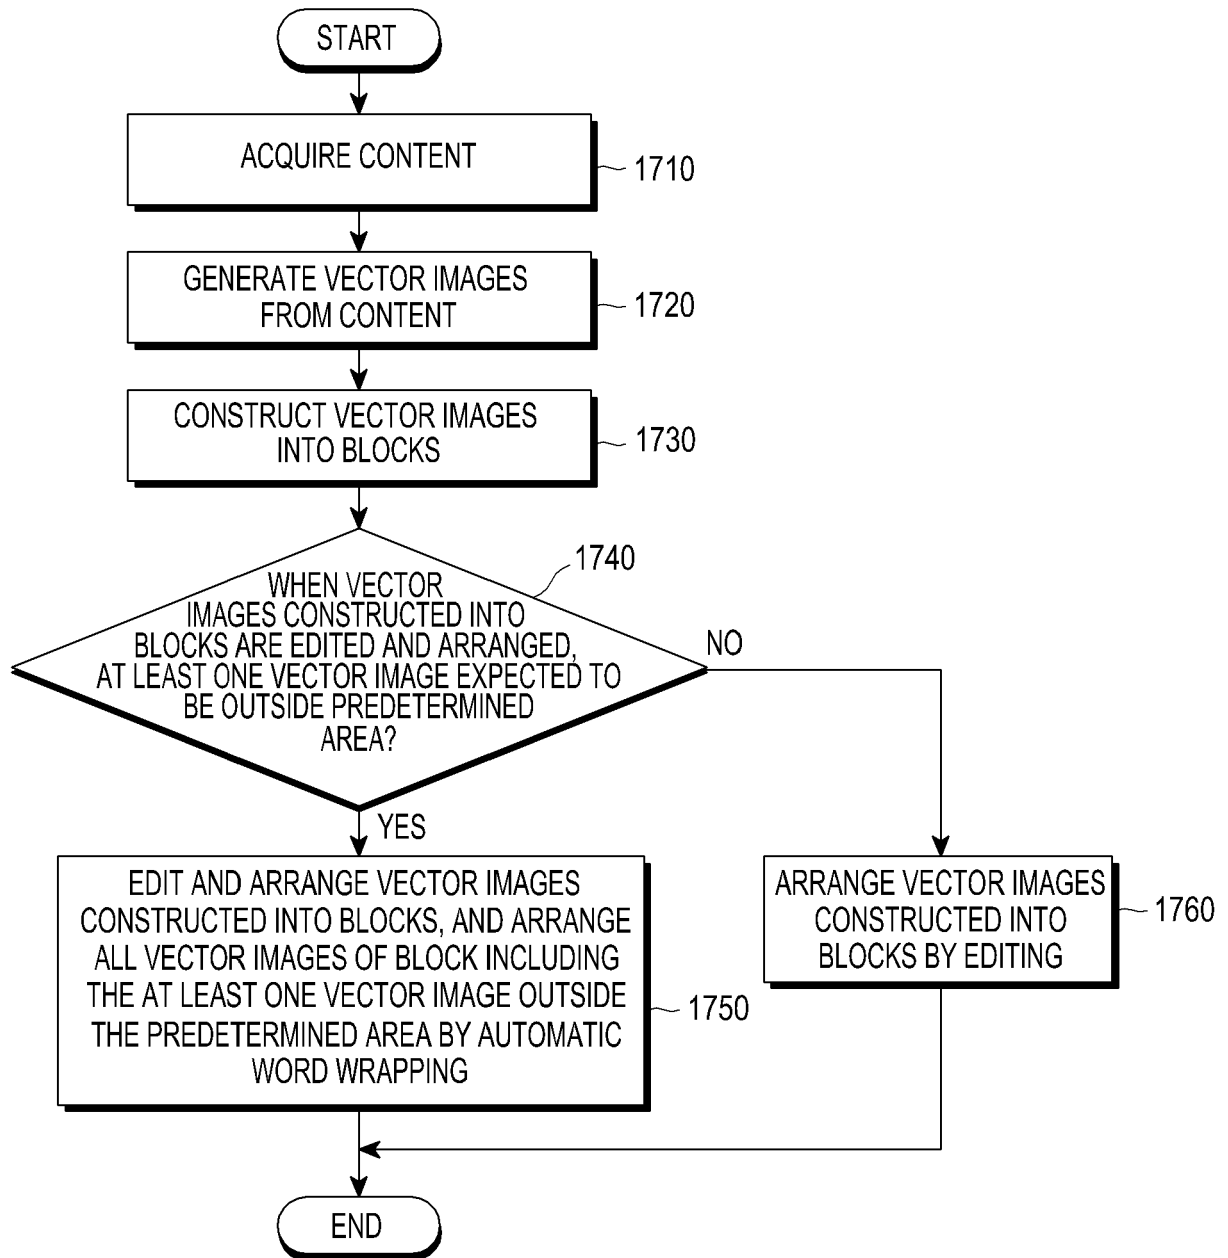 START
ACQUIRE CONTENT
1710
GENERATE VECTOR IMAGES
FROM CONTENT
1720
CONSTRUCT VECTOR IMAGES
INTO BLOCKS
1730
1740
WHEN VECTOR
IMAGES CONSTRUCTED INTO
BLOCKS ARE EDITED AND ARRANGED,
AT LEAST ONE VECTOR IMAGE EXPECTED TO
BE OUTSIDE PREDETERMINED
AREA?
NO
YES
EDIT AND ARRANGE VECTOR IMAGES
CONSTRUCTED INTO BLOCKS, AND ARRANGE
ALL VECTOR IMAGES OF BLOCK INCLUDING
THE AT LEAST ONE VECTOR IMAGE OUTSIDE
THE PREDETERMINED AREA BY AUTOMATIC
WORD WRAPPING
1750
ARRANGE VECTOR IMAGES
CONSTRUCTED INTO
BLOCKS BY EDITING
1760
END